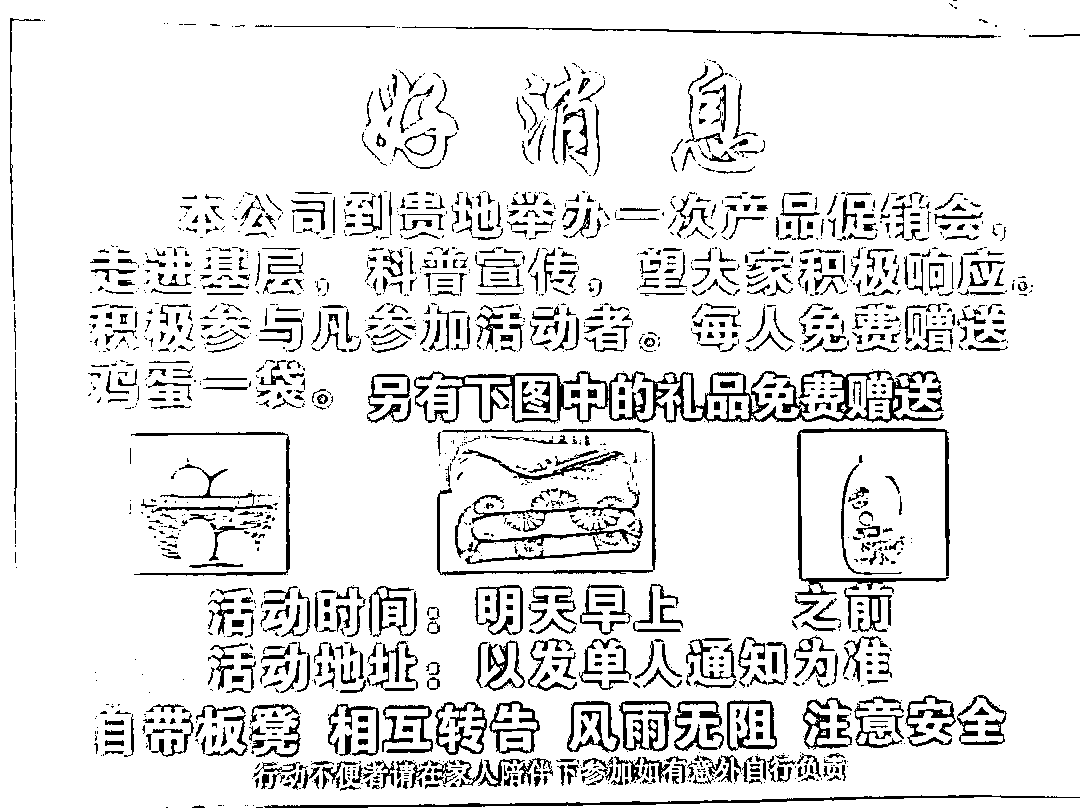 好消息
本公司到贵地举办一次产品促销会，
走进基层，科普宣传，望大家积极响应。
积极参与凡参加活动者。每人免费赠送
鸡蛋一袋。另有下图中的礼品免费赠送
活动时间：明天早上 之前
活动地址：以发单人通知为准
自带板凳 相互转告 风雨无阻 注意安全
行动不便者请在家人陪伴下参加如有意外自行负责